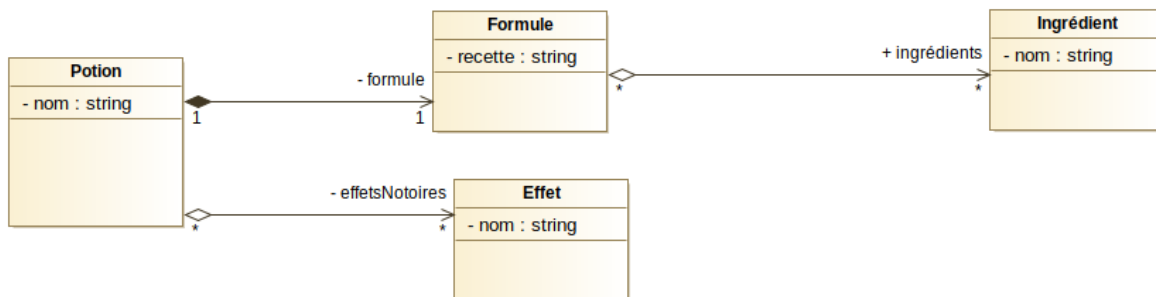 Potion
- nom : string
1
*
- formule
1
Formule
- recette : string
*
+ ingrédients
*
Ingrédient
- nom : string
- effetsNotoires
*
Effet
- nom : string